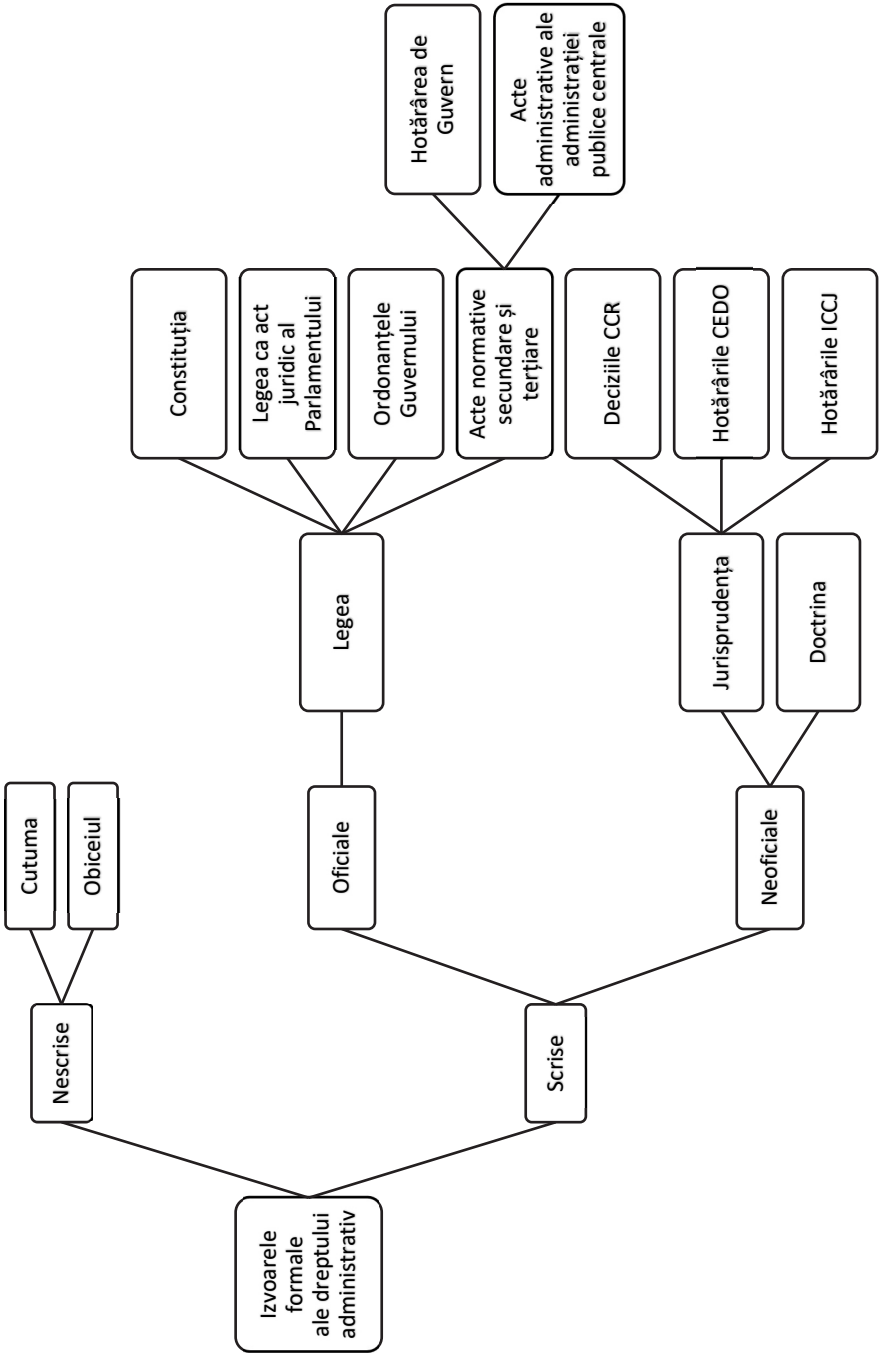 Izvoarele
formale
ale dreptului
administrativ
Nescrise
Cutuma
Obiceiul
Scrise
Oficiale
Legea
Constituția
Legea ca act
juridic al
Parlamentului
Ordonanțele
Guvernului
Acte normative
secundare și
terțiare
Hotărârea de
Guvern
Acte
administrative ale
administrației
publice centrale
Neoficiale
Jurisprudența
Deciziile CCR
Hotărârile CEDO
Hotărârile ICCJ
Doctrina